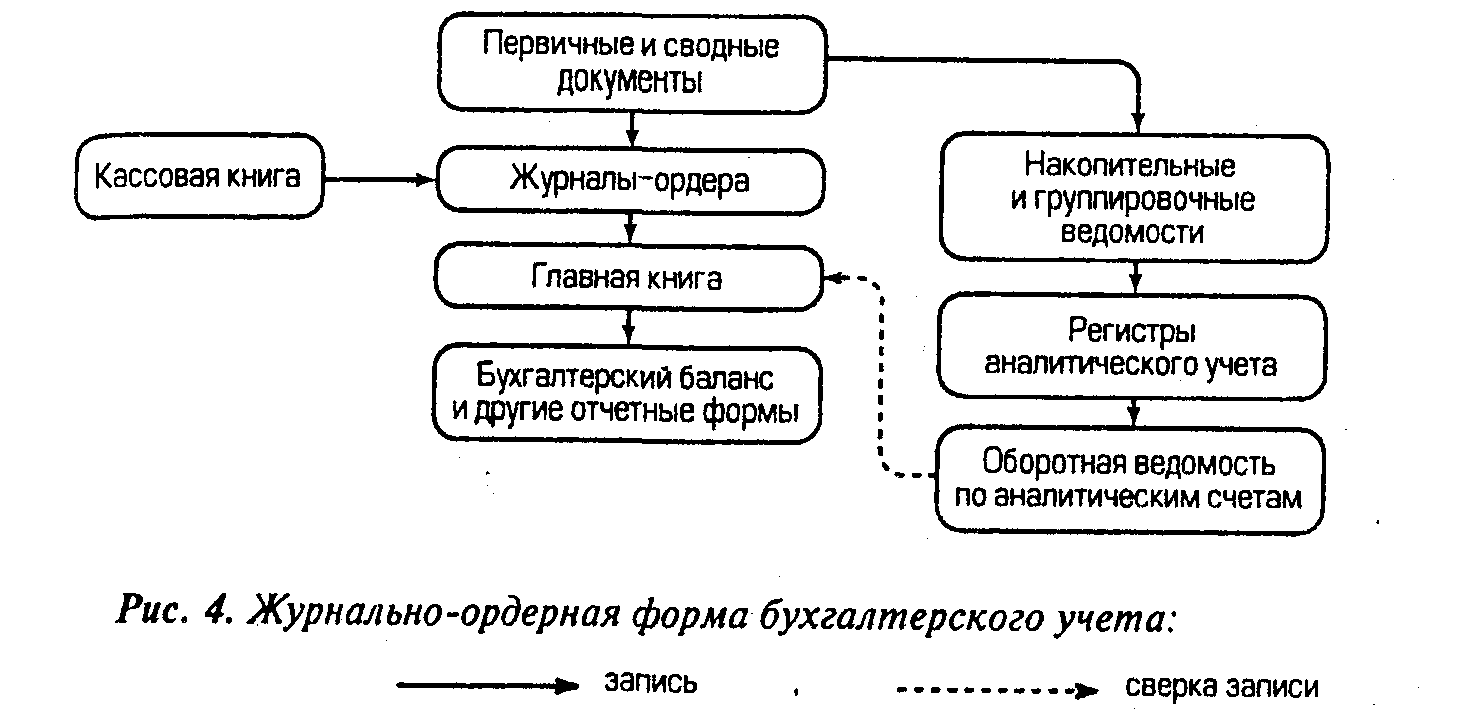 Первичные и сводные
документы
Кассовая книга
Журналы-ордера
Накопительные
и группировочные
ведомости
Главная книга
Регистры
аналитического учета
Бухгалтерский баланс
и другие отчетные формы
Оборотная ведомость
по аналитическим счетам
Рис. 4. Журнально-ордерная форма бухгалтерского учета:
запись
сверка записи